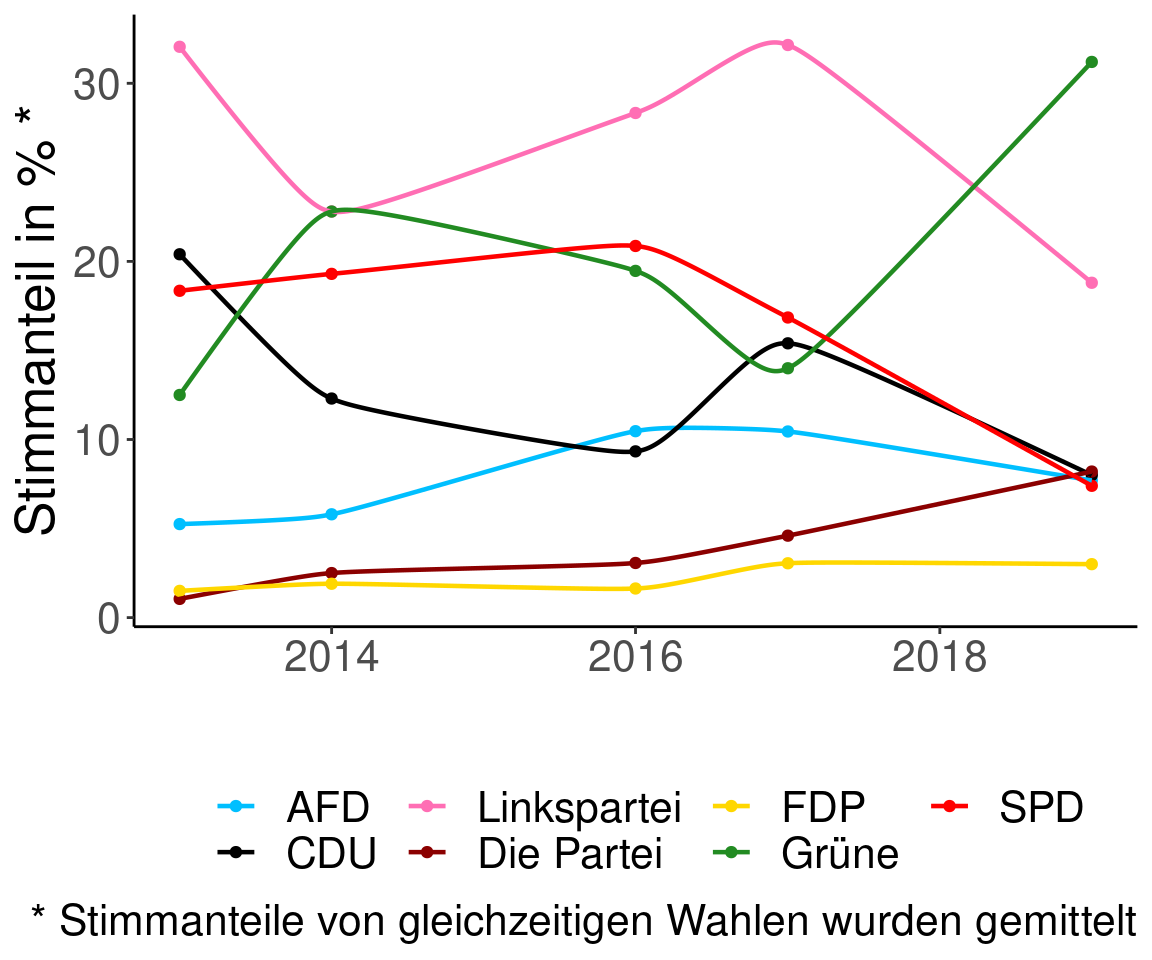 Stimmanteil in % *
30
20
10
0
2014 2016 2018
AFD Linkspartei FDP SPD
CDU Die Partei Grüne
* Stimmanteile von gleichzeitigen Wahlen wurden gemittelt